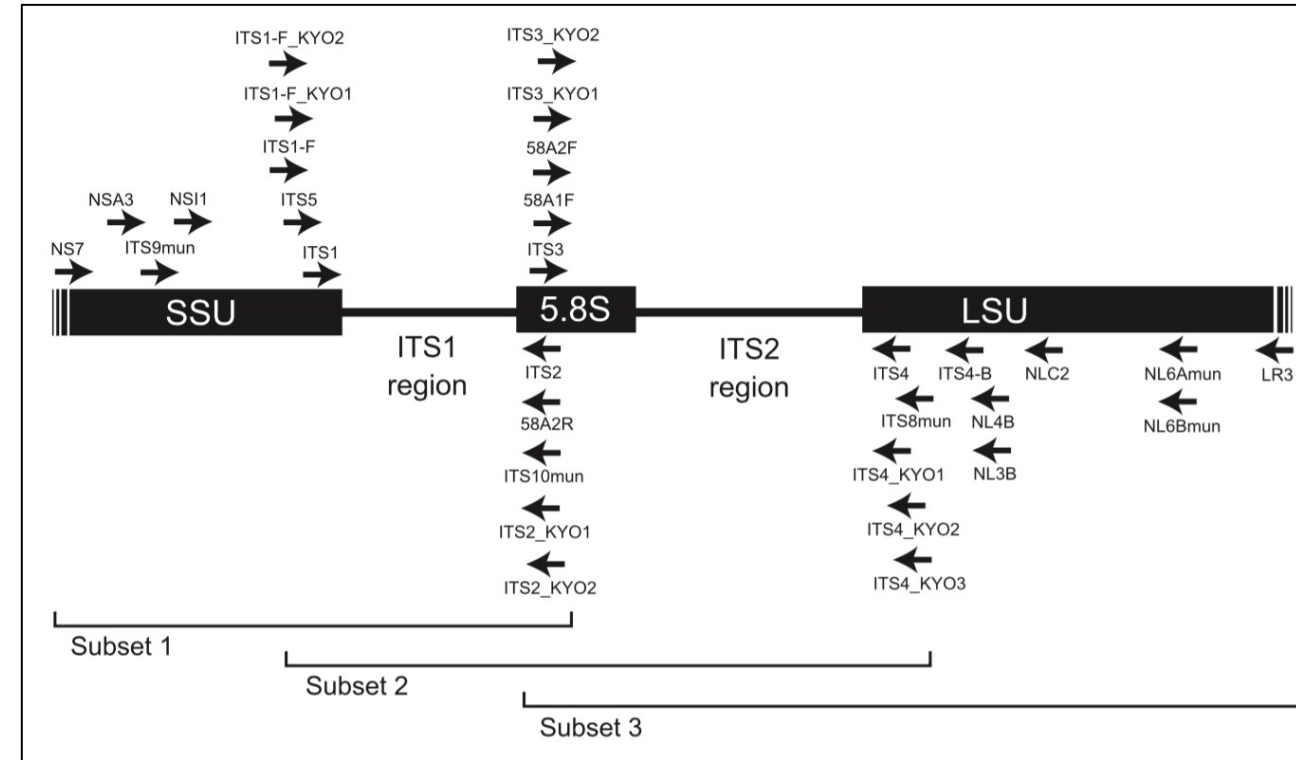 ITS1-F_KYO2
ITS3_KYO2
ITS1-F_KYO1
ITS3_KYO1
ITS1-F
58A2F
NSA3
NSI1
ITS5
58A1F
NS7
ITS9mun
ITS1
ITS3
SSU
5.8S
LSU
ITS1
region
ITS2
region
ITS2
ITS4
ITS4-B
NLC2
NL6Amun
LR3
58A2R
ITS8mun
NL4B
NL6Bmun
ITS10mun
ITS4_KYO1
NL3B
ITS2_KYO1
ITS4_KYO2
ITS2_KYO2
ITS4_KYO3
Subset 1
Subset 2
Subset 3